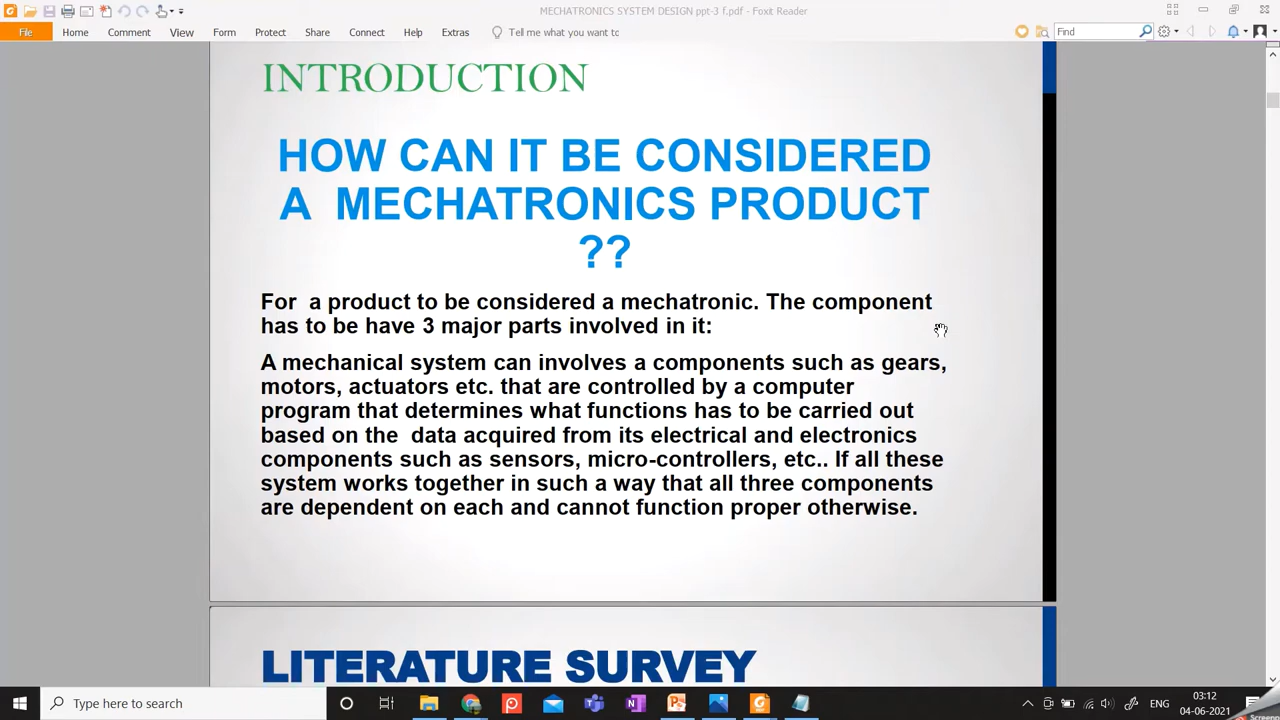 MECHATRONICS SYSTEM DESIGN ppt-3 f.pdf - Foxit Reader
File Home Comment View Form Protect Share Connect Help Extras Tell me what you want to Find
INTRODUCTION
HOW CAN IT BE CONSIDERED
A MECHATRONICS PRODUCT
??
For a product to be considered a mechatronic. The component
has to be have 3 major parts involved in it:
A mechanical system can involves a components such as gears,
motors, actuators etc. that are controlled by a computer
program that determines what functions has to be carried out
based on the data acquired from its electrical and electronics
components such as sensors, micro-controllers, etc.. If all these
system works together in such a way that all three components
are dependent on each and cannot function proper otherwise.
LITERATURE SURVEY
Type here to search
ENG
03:12
04-06-2021